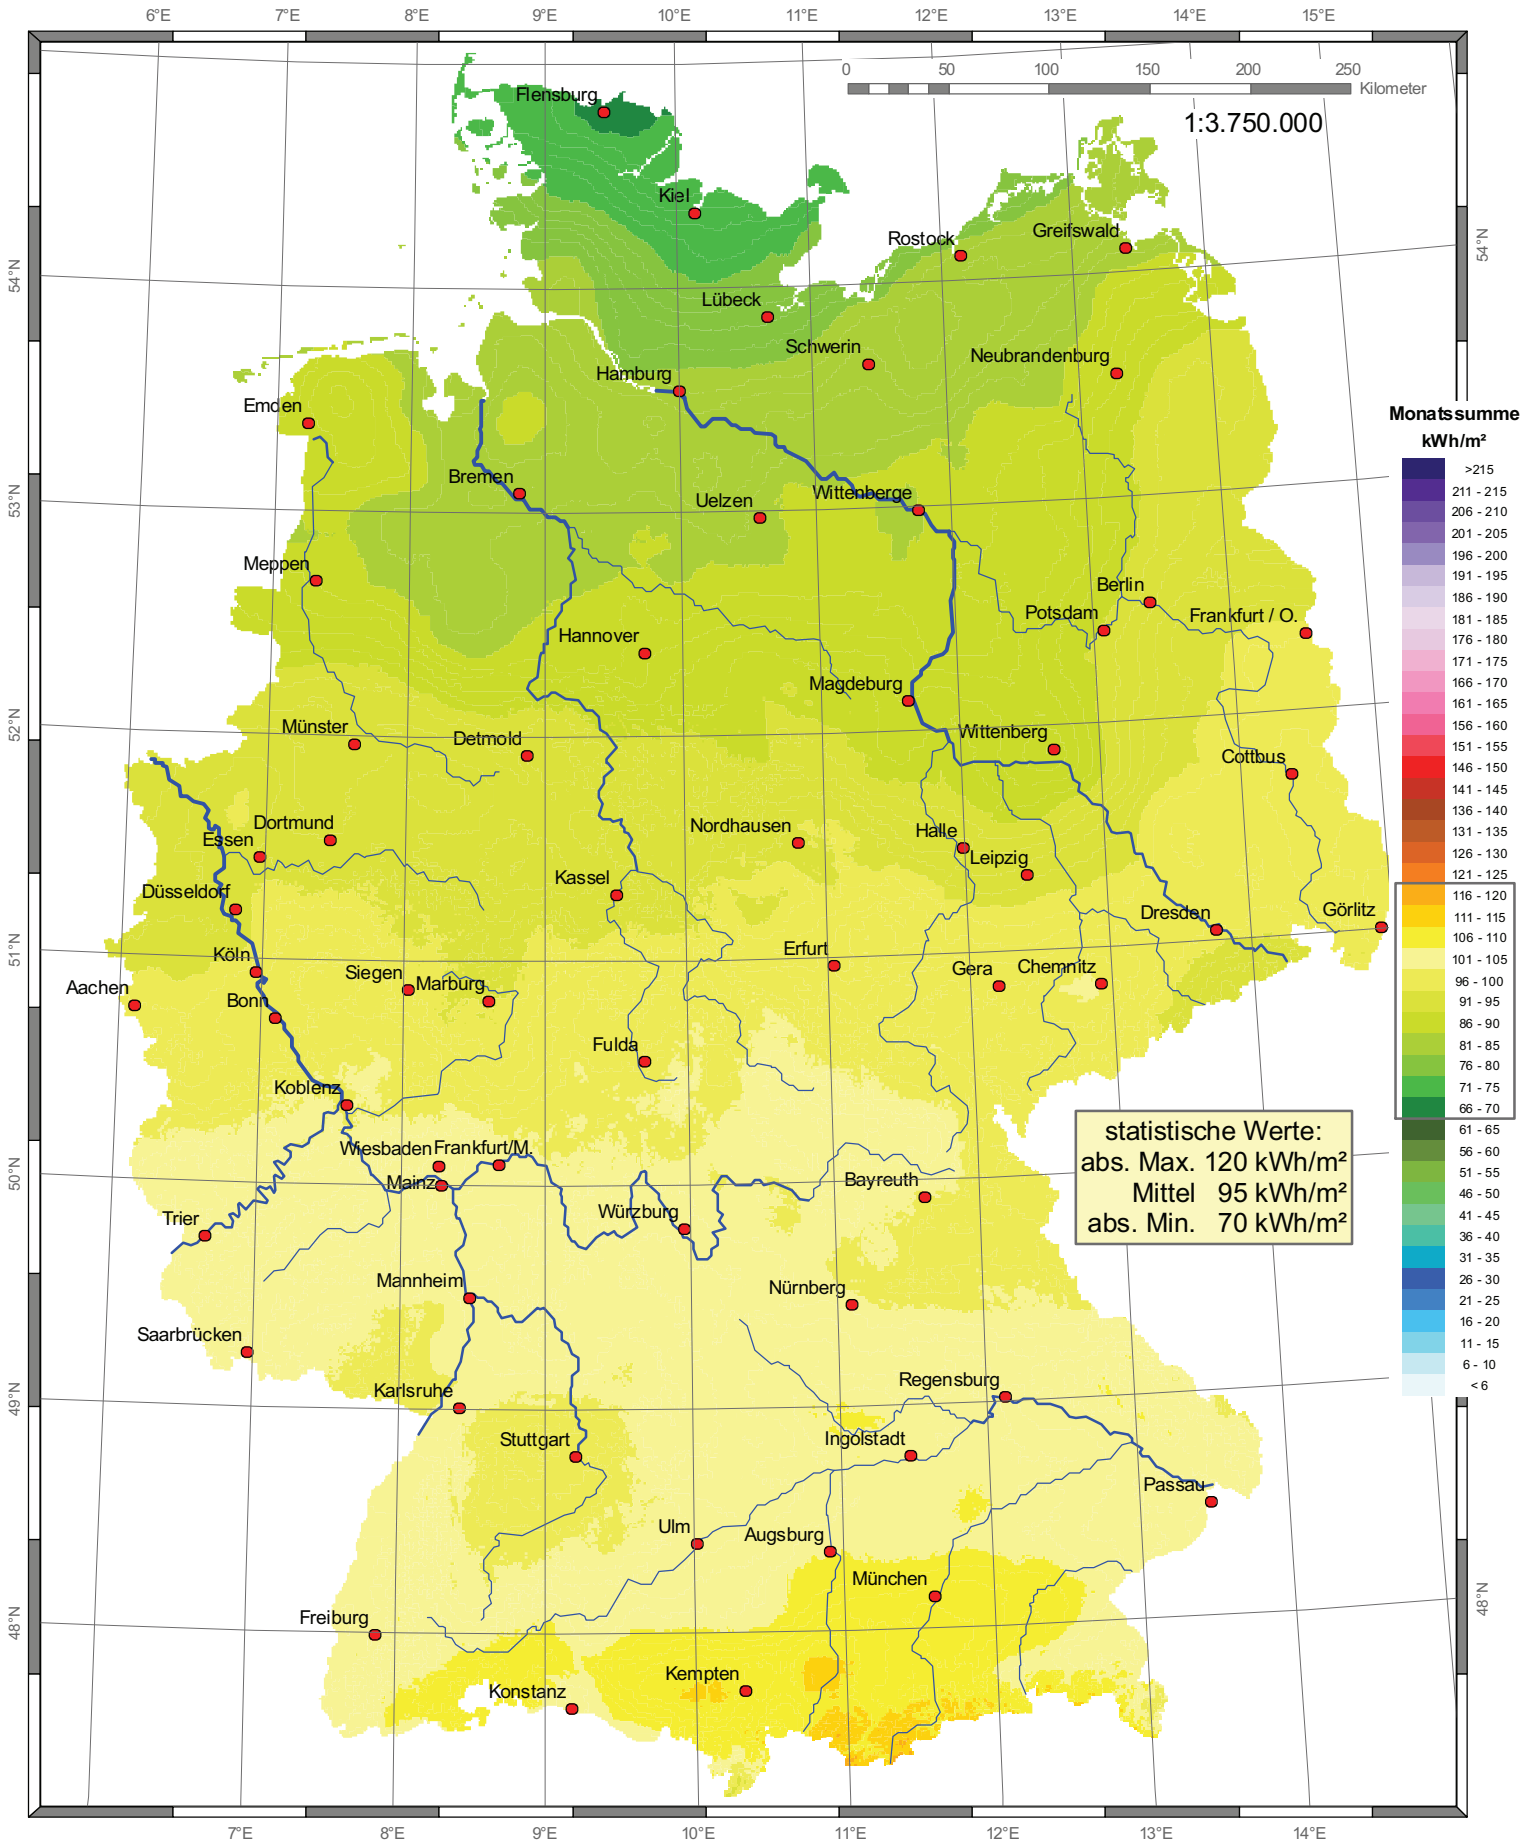 6°E 7°E 8°E 9°E 10°E 11°E 12°E 13°E 14°E 15°E
0 50 100 150 200 250
Kilometer
1:3.750.000
Flensburg
Kiel
Rostock
Greifswald
54°N
54°N
Lübeck
Schwerin
Neubrandenburg
Hamburg
Emden
Bremen
Uelzen
Wittenberge
53°N
Meppen
Berlin
Potsdam
Frankfurt / O.
Hannover
Magdeburg
52°N
Münster
Detmold
Wittenberg
Cottbus
Dortmund
Essen
Nordhausen
Halle
Leipzig
Düsseldorf
Kassel
Dresden
Görlitz
51°N
Köln
Erfurt
Siegen
Marburg
Gera
Chemnitz
Aachen
Bonn
Fulda
Koblenz
Wiesbaden
Frankfurt/M.
Mainz
50°N
Bayreuth
Trier
Würzburg
Mannheim
Nürnberg
Saarbrücken
Karlsruhe
Regensburg
49°N
Stuttgart
Ingolstadt
Passau
Ulm
Augsburg
München
Freiburg
48°N
48°N
Kempten
Konstanz
Monatssumme
kWh/m²
>215
211 - 215
206 - 210
201 - 205
196 - 200
191 - 195
186 - 190
181 - 185
176 - 180
171 - 175
166 - 170
161 - 165
156 - 160
151 - 155
146 - 150
141 - 145
136 - 140
131 - 135
126 - 130
121 - 125
116 - 120
111 - 115
106 - 110
101 - 105
96 - 100
91 - 95
86 - 90
81 - 85
76 - 80
71 - 75
66 - 70
61 - 65
56 - 60
51 - 55
46 - 50
41 - 45
36 - 40
31 - 35
26 - 30
21 - 25
16 - 20
11 - 15
6 - 10
< 6
statistische Werte:
abs. Max. 120 kWh/m²
Mittel 95 kWh/m²
abs. Min. 70 kWh/m²
7°E 8°E 9°E 10°E 11°E 12°E 13°E 14°E